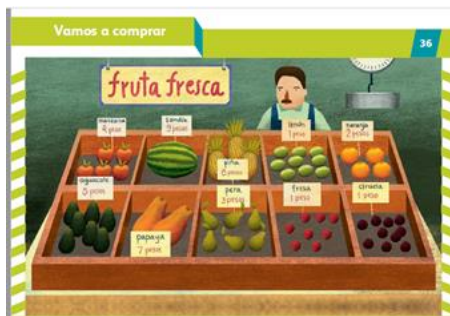 Vamos a comprar
36
fruta fresca
manzana
4 pesos
sandía
9 pesos
piña
8 pesos
limón
1 peso
naranja
2 pesos
aguacate
5 pesos
papaya
7 pesos
pera
3 pesos
fresa
1 peso
ciruela
1 peso